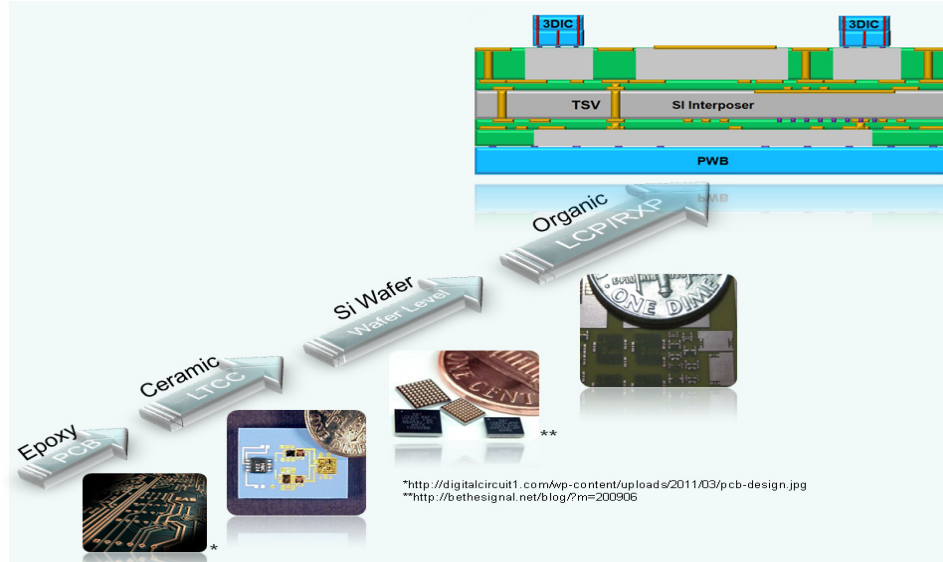 3DIC
3DIC
TSV
SI Interposer
PWB
PWB
Organic
LCP/RXP
Si Wafer
Wafer Level
Ceramic
LTCC
Epoxy
PCB
ONE DIME
ONE CENT
**
*
*http://digitalcircuit1.com/wp-content/uploads/2011/03/pcb-design.jpg
**http://bethesignal.net/blog/?m=200906